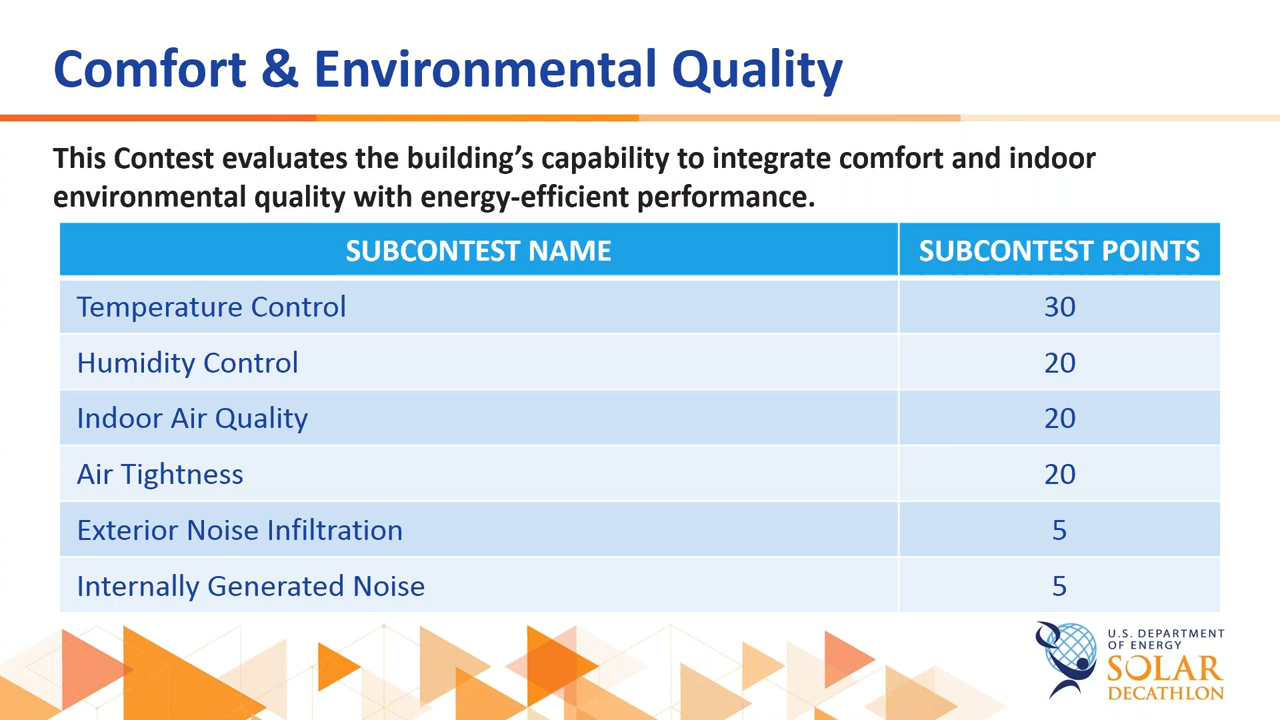 Comfort & Environmental Quality
This Contest evaluates the building’s capability to integrate comfort and indoor
environmental quality with energy-efficient performance.
SUBCONTEST NAME SUBCONTEST POINTS
Temperature Control 30
Humidity Control 20
Indoor Air Quality 20
Air Tightness 20
Exterior Noise Infiltration 5
Internally Generated Noise 5
U.S. DEPARTMENT
OF ENERGY
SOLAR
DECATHLON